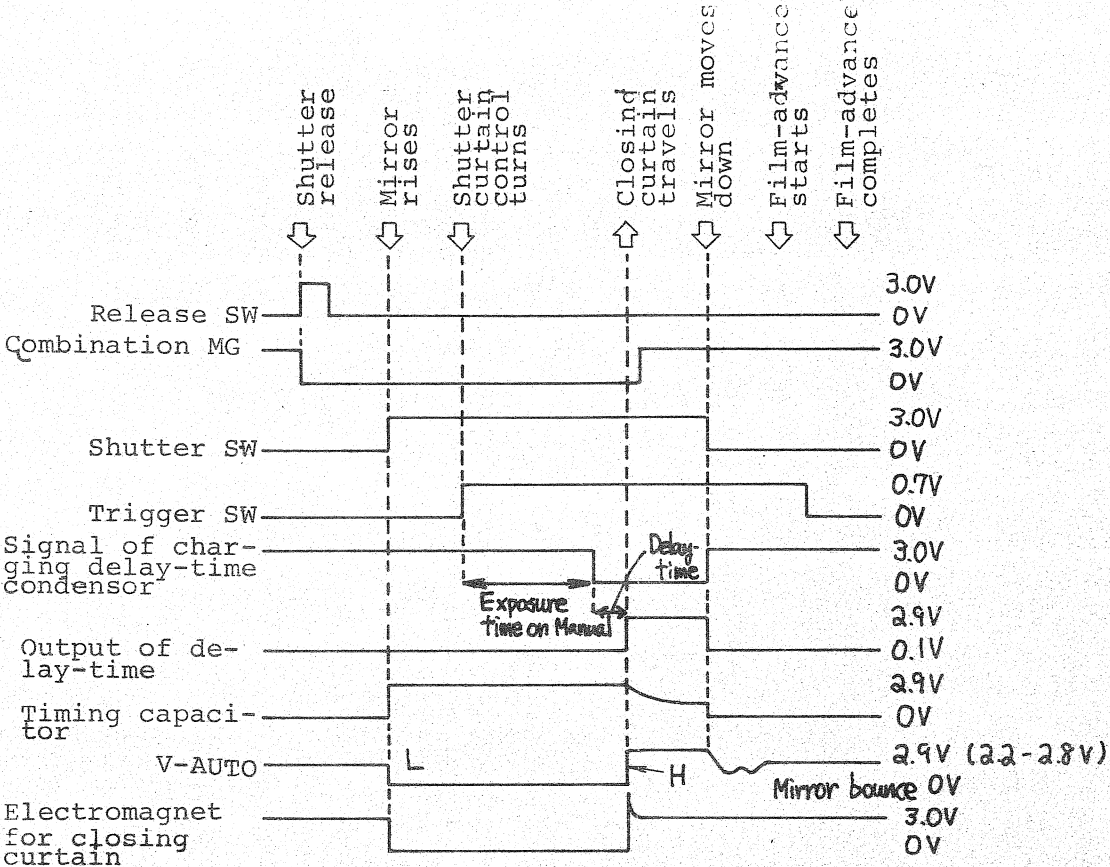 Shutter
release
Mirror
rises
Shutter
curtain
control
turns
Closing
curtain
travels
Mirror moves
down
Film-advance
starts
Film-advance
completes
Release SW
3.0V
0V
Combination MG
3.0V
0V
Shutter SW
3.0V
0V
Trigger SW
0.7V
0V
Signal of char-
ging delay-time
condensor
Delay-
time
3.0V
0V
Exposure
time on Manual
Output of de-
lay-time
2.9V
0.1V
Timing capaci-
tor
2.9V
0V
V-AUTO
L
H
2.9V (2.2-2.8V)
Mirror bounce 0V
Electromagnet
for closing
curtain
3.0V
0V